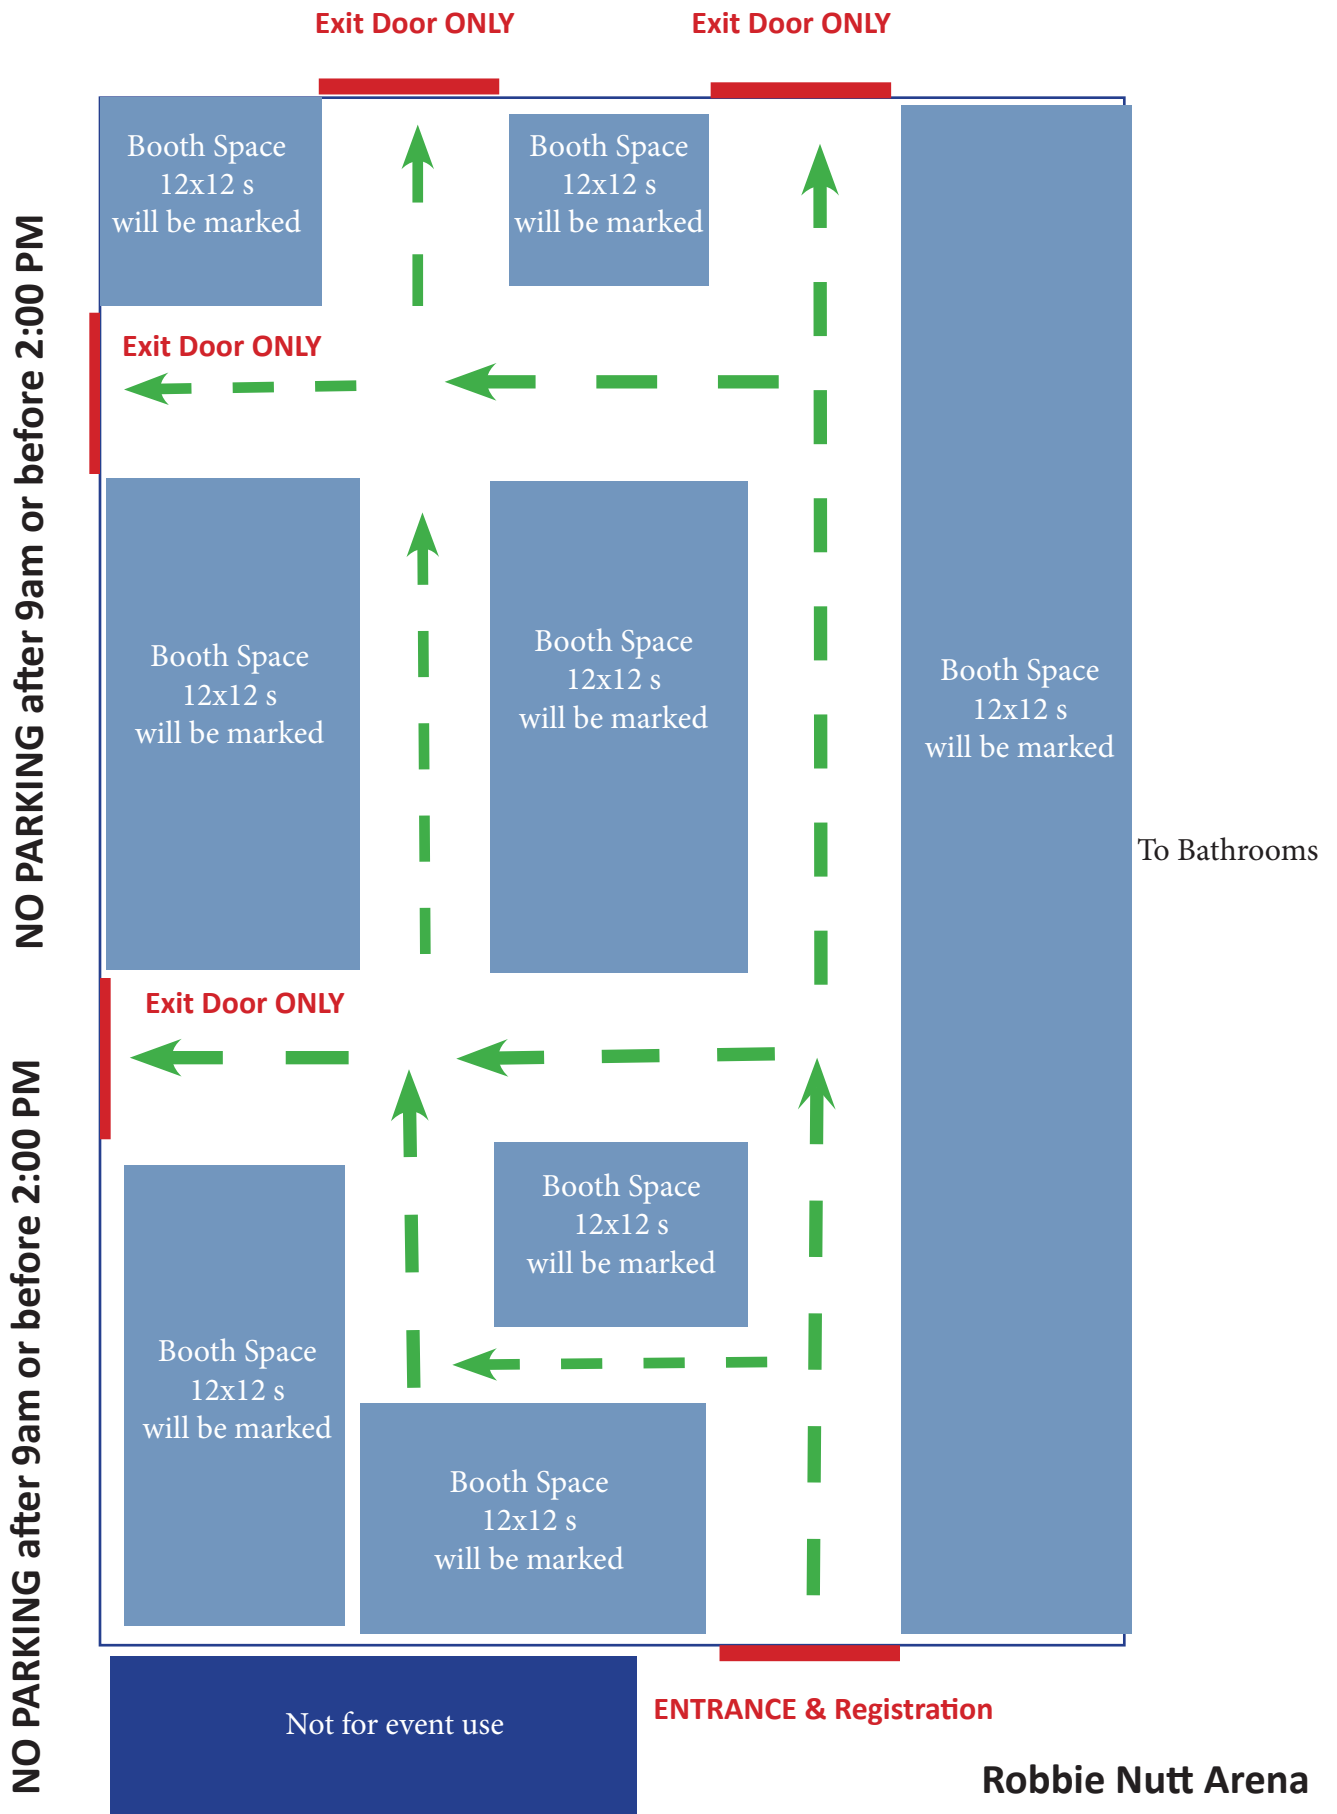 Exit Door ONLY
Exit Door ONLY
Booth Space
12x12 s
will be marked
Booth Space
12x12 s
will be marked
NO PARKING after 9am or before 2:00 PM
Exit Door ONLY
Booth Space
12x12 s
will be marked
Booth Space
12x12 s
will be marked
Booth Space
12x12 s
will be marked
To Bathrooms
Exit Door ONLY
NO PARKING after 9am or before 2:00 PM
Booth Space
12x12 s
will be marked
Booth Space
12x12 s
will be marked
Booth Space
12x12 s
will be marked
ENTRANCE & Registration
Not for event use
Robbie Nutt Arena